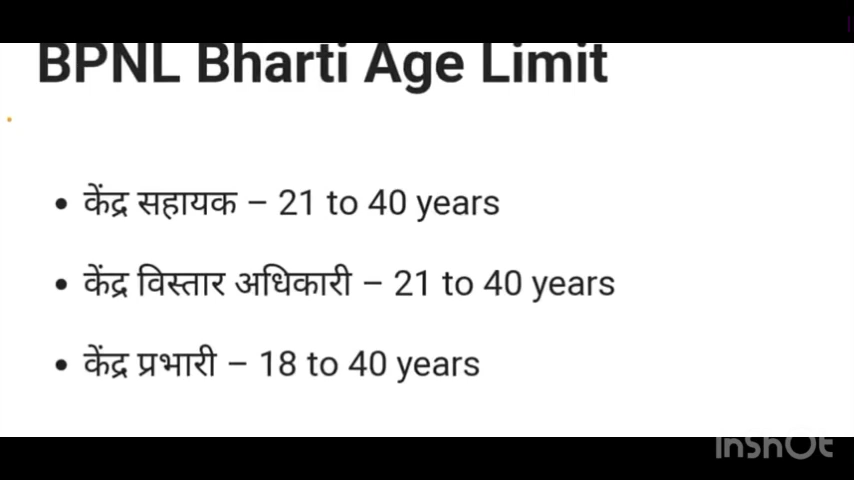 BPNL Bharti Age Limit
• केंद्र सहायक – 21 to 40 years
• केंद्र विस्तार अधिकारी – 21 to 40 years
• केंद्र प्रभारी – 18 to 40 years
InShOt